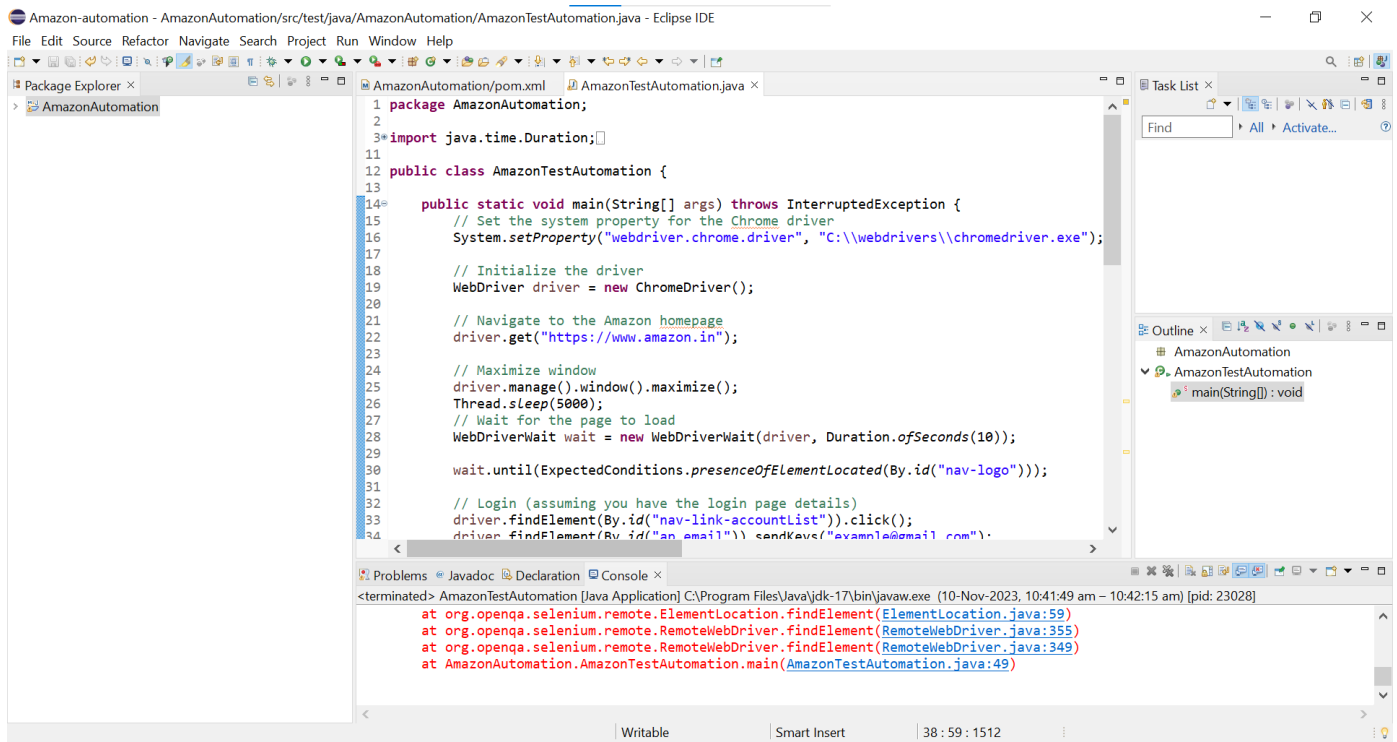 Amazon-automation - AmazonAutomation/src/test/java/AmazonAutomation/AmazonTestAutomation.java - Eclipse IDE
File Edit Source Refactor Navigate Search Project Run Window Help
Package Explorer
AmazonAutomation
AmazonAutomation/pom.xml AmazonTestAutomation.java
1 package AmazonAutomation;
2
3 import java.time.Duration;
11
12 public class AmazonTestAutomation {
13
14 public static void main(String[] args) throws InterruptedException {
15 // Set the system property for the Chrome driver
16 System.setProperty("webdriver.chrome.driver", "C:\\webdrivers\\chromedriver.exe");
17
18 // Initialize the driver
19 WebDriver driver = new ChromeDriver();
20
21 // Navigate to the Amazon homepage
22 driver.get("https://www.amazon.in");
23
24 // Maximize window
25 driver.manage().window().maximize();
26 Thread.sleep(5000);
27 // Wait for the page to load
28 WebDriverWait wait = new WebDriverWait(driver, Duration.ofSeconds(10));
29
30 wait.until(ExpectedConditions.presenceOfElementLocated(By.id("nav-logo")));
31
32 // Login (assuming you have the login page details)
33 driver.findElement(By.id("nav-link-accountList")).click();
34 driver.findElement(By.id("ap_email")).sendKeys("example@gmail.com");
Task List
Find All Activate...
Outline
AmazonAutomation
AmazonTestAutomation
main(String[]) : void
Problems Javadoc Declaration Console
<terminated> AmazonTestAutomation [Java Application] C:\Program Files\Java\jdk-17\bin\javaw.exe (10-Nov-2023, 10:41:49 am – 10:42:15 am) [pid: 23028]
at org.openqa.selenium.remote.ElementLocation.findElement(ElementLocation.java:59)
at org.openqa.selenium.remote.RemoteWebDriver.findElement(RemoteWebDriver.java:355)
at org.openqa.selenium.remote.RemoteWebDriver.findElement(RemoteWebDriver.java:349)
at AmazonAutomation.AmazonTestAutomation.main(AmazonTestAutomation.java:49)
Writable Smart Insert 38 : 59 : 1512